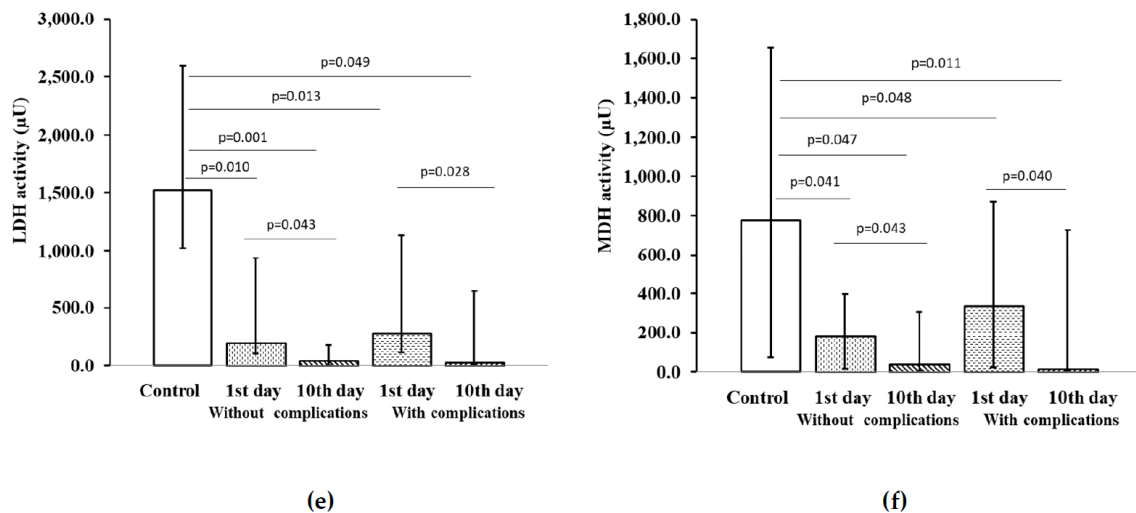 3,000.0
2,500.0
2,000.0
1,500.0
1,000.0
500.0
0.0
LDH activity (µU)
p=0.049
p=0.013
p=0.001
p=0.010
p=0.028
p=0.043
Control 1st day 10th day 1st day 10th day
Without complications With complications
(e)
1,800.0
1,600.0
1,400.0
1,200.0
1,000.0
800.0
600.0
400.0
200.0
0.0
MDH activity (µU)
p=0.011
p=0.048
p=0.047
p=0.041
p=0.040
p=0.043
Control 1st day 10th day 1st day 10th day
Without complications With complications
(f)